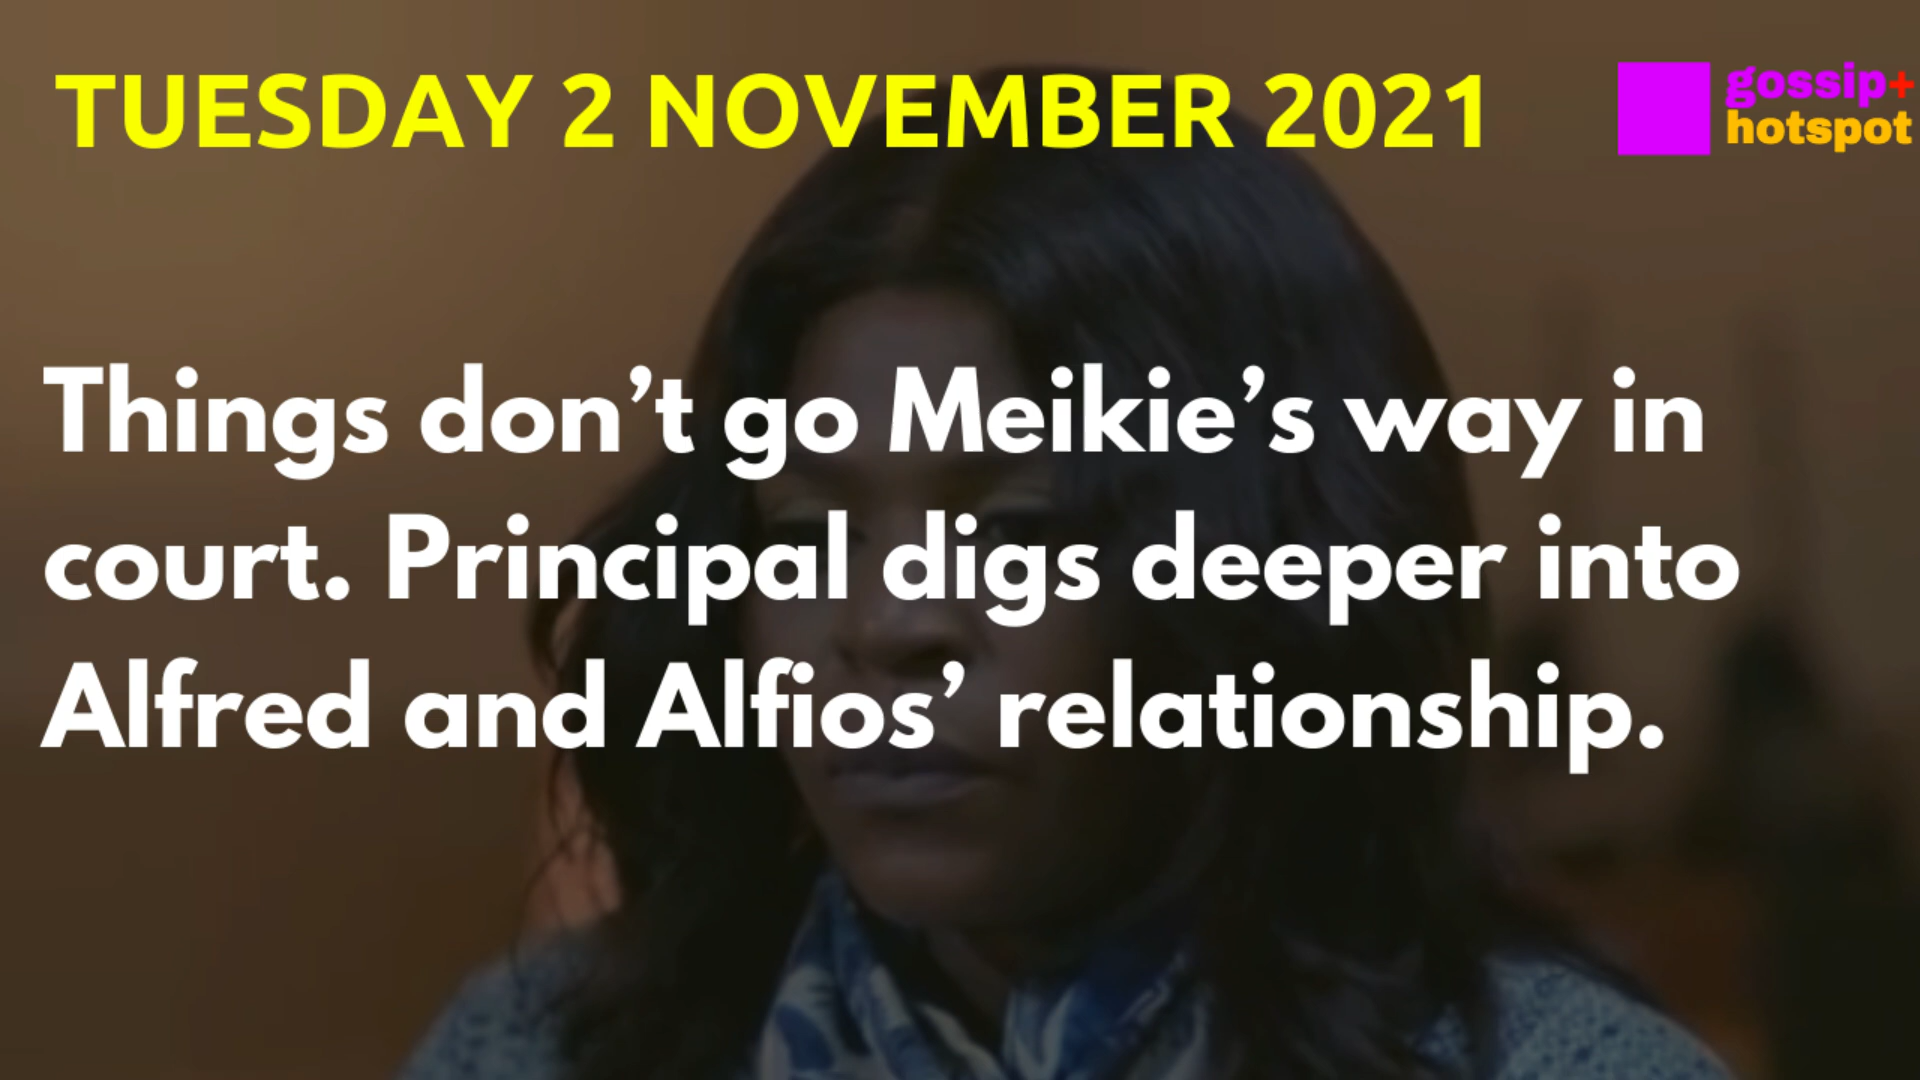 TUESDAY 2 NOVEMBER 2021
gossip+
hotspot
Things don’t go Meikie’s way in
court. Principal digs deeper into
Alfred and Alfios’ relationship.